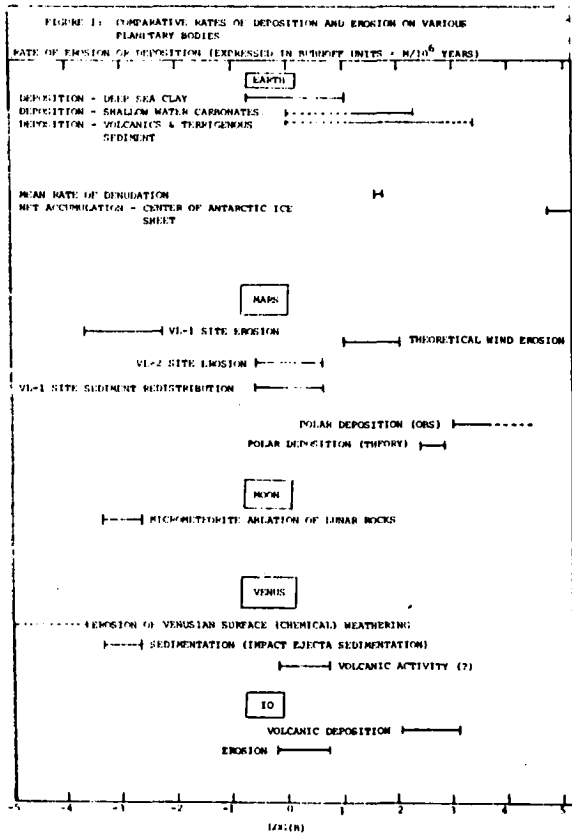 FIGURE 1: COMPARATIVE RATES OF DEPOSITION AND EROSION ON VARIOUS
PLANETARY BODIES
RATE OF EROSION OR DEPOSITION (EXPRESSED IN BUBNOFF UNITS = M/10⁶ YEARS)
EARTH
DEPOSITION - DEEP SEA CLAY
DEPOSITION - SHALLOW WATER CARBONATES
DEPOSITION - VOLCANICS & TERRIGENOUS
SEDIMENT
MEAN RATE OF DENUDATION
NET ACCUMULATION - CENTER OF ANTARCTIC ICE
SHEET
MARS
VL-1 SITE EROSION
THEORETICAL WIND EROSION
VL-2 SITE EROSION
VL-1 SITE SEDIMENT REDISTRIBUTION
POLAR DEPOSITION (OBS)
POLAR DEPOSITION (THEORY)
MOON
MICROMETEORITE ABLATION OF LUNAR ROCKS
VENUS
EROSION OF VENUSIAN SURFACE (CHEMICAL) WEATHERING
SEDIMENTATION (IMPACT EJECTA SEDIMENTATION)
VOLCANIC ACTIVITY (?)
IO
VOLCANIC DEPOSITION
EROSION
-5 -4 -3 -2 -1 0 1 2 3 4 5
LOG(B)